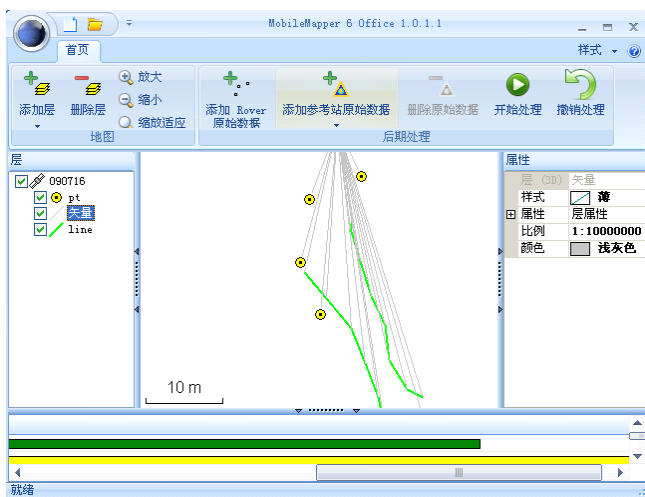 MobileMapper 6 Office 1.0.1.1
首页
样式
添加层
删除层
放大
缩小
缩放适应
地图
添加 Rover
原始数据
添加参考站原始数据
删除原始数据
开始处理
撤销处理
后期处理
层
090716
pt
矢量
line
10 m
属性
层 (3D) 矢量
样式 薄
属性 层属性
比例 1:10000000
颜色 浅灰色
就绪